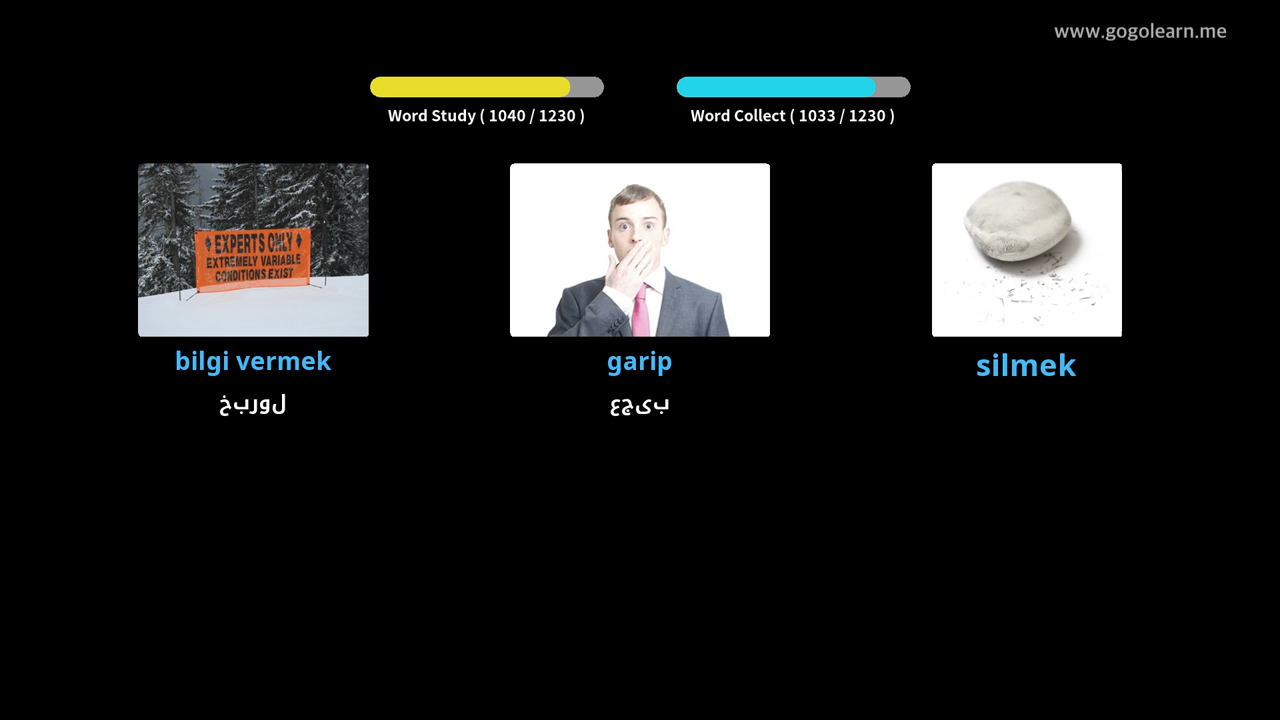 www.gogolearn.me
Word Study ( 1040 / 1230 )
Word Collect ( 1033 / 1230 )
EXPERTS ONLY
EXTREMELY VARIABLE
CONDITIONS EXIST
bilgi vermek
garip
silmek
خبرول
عجیب